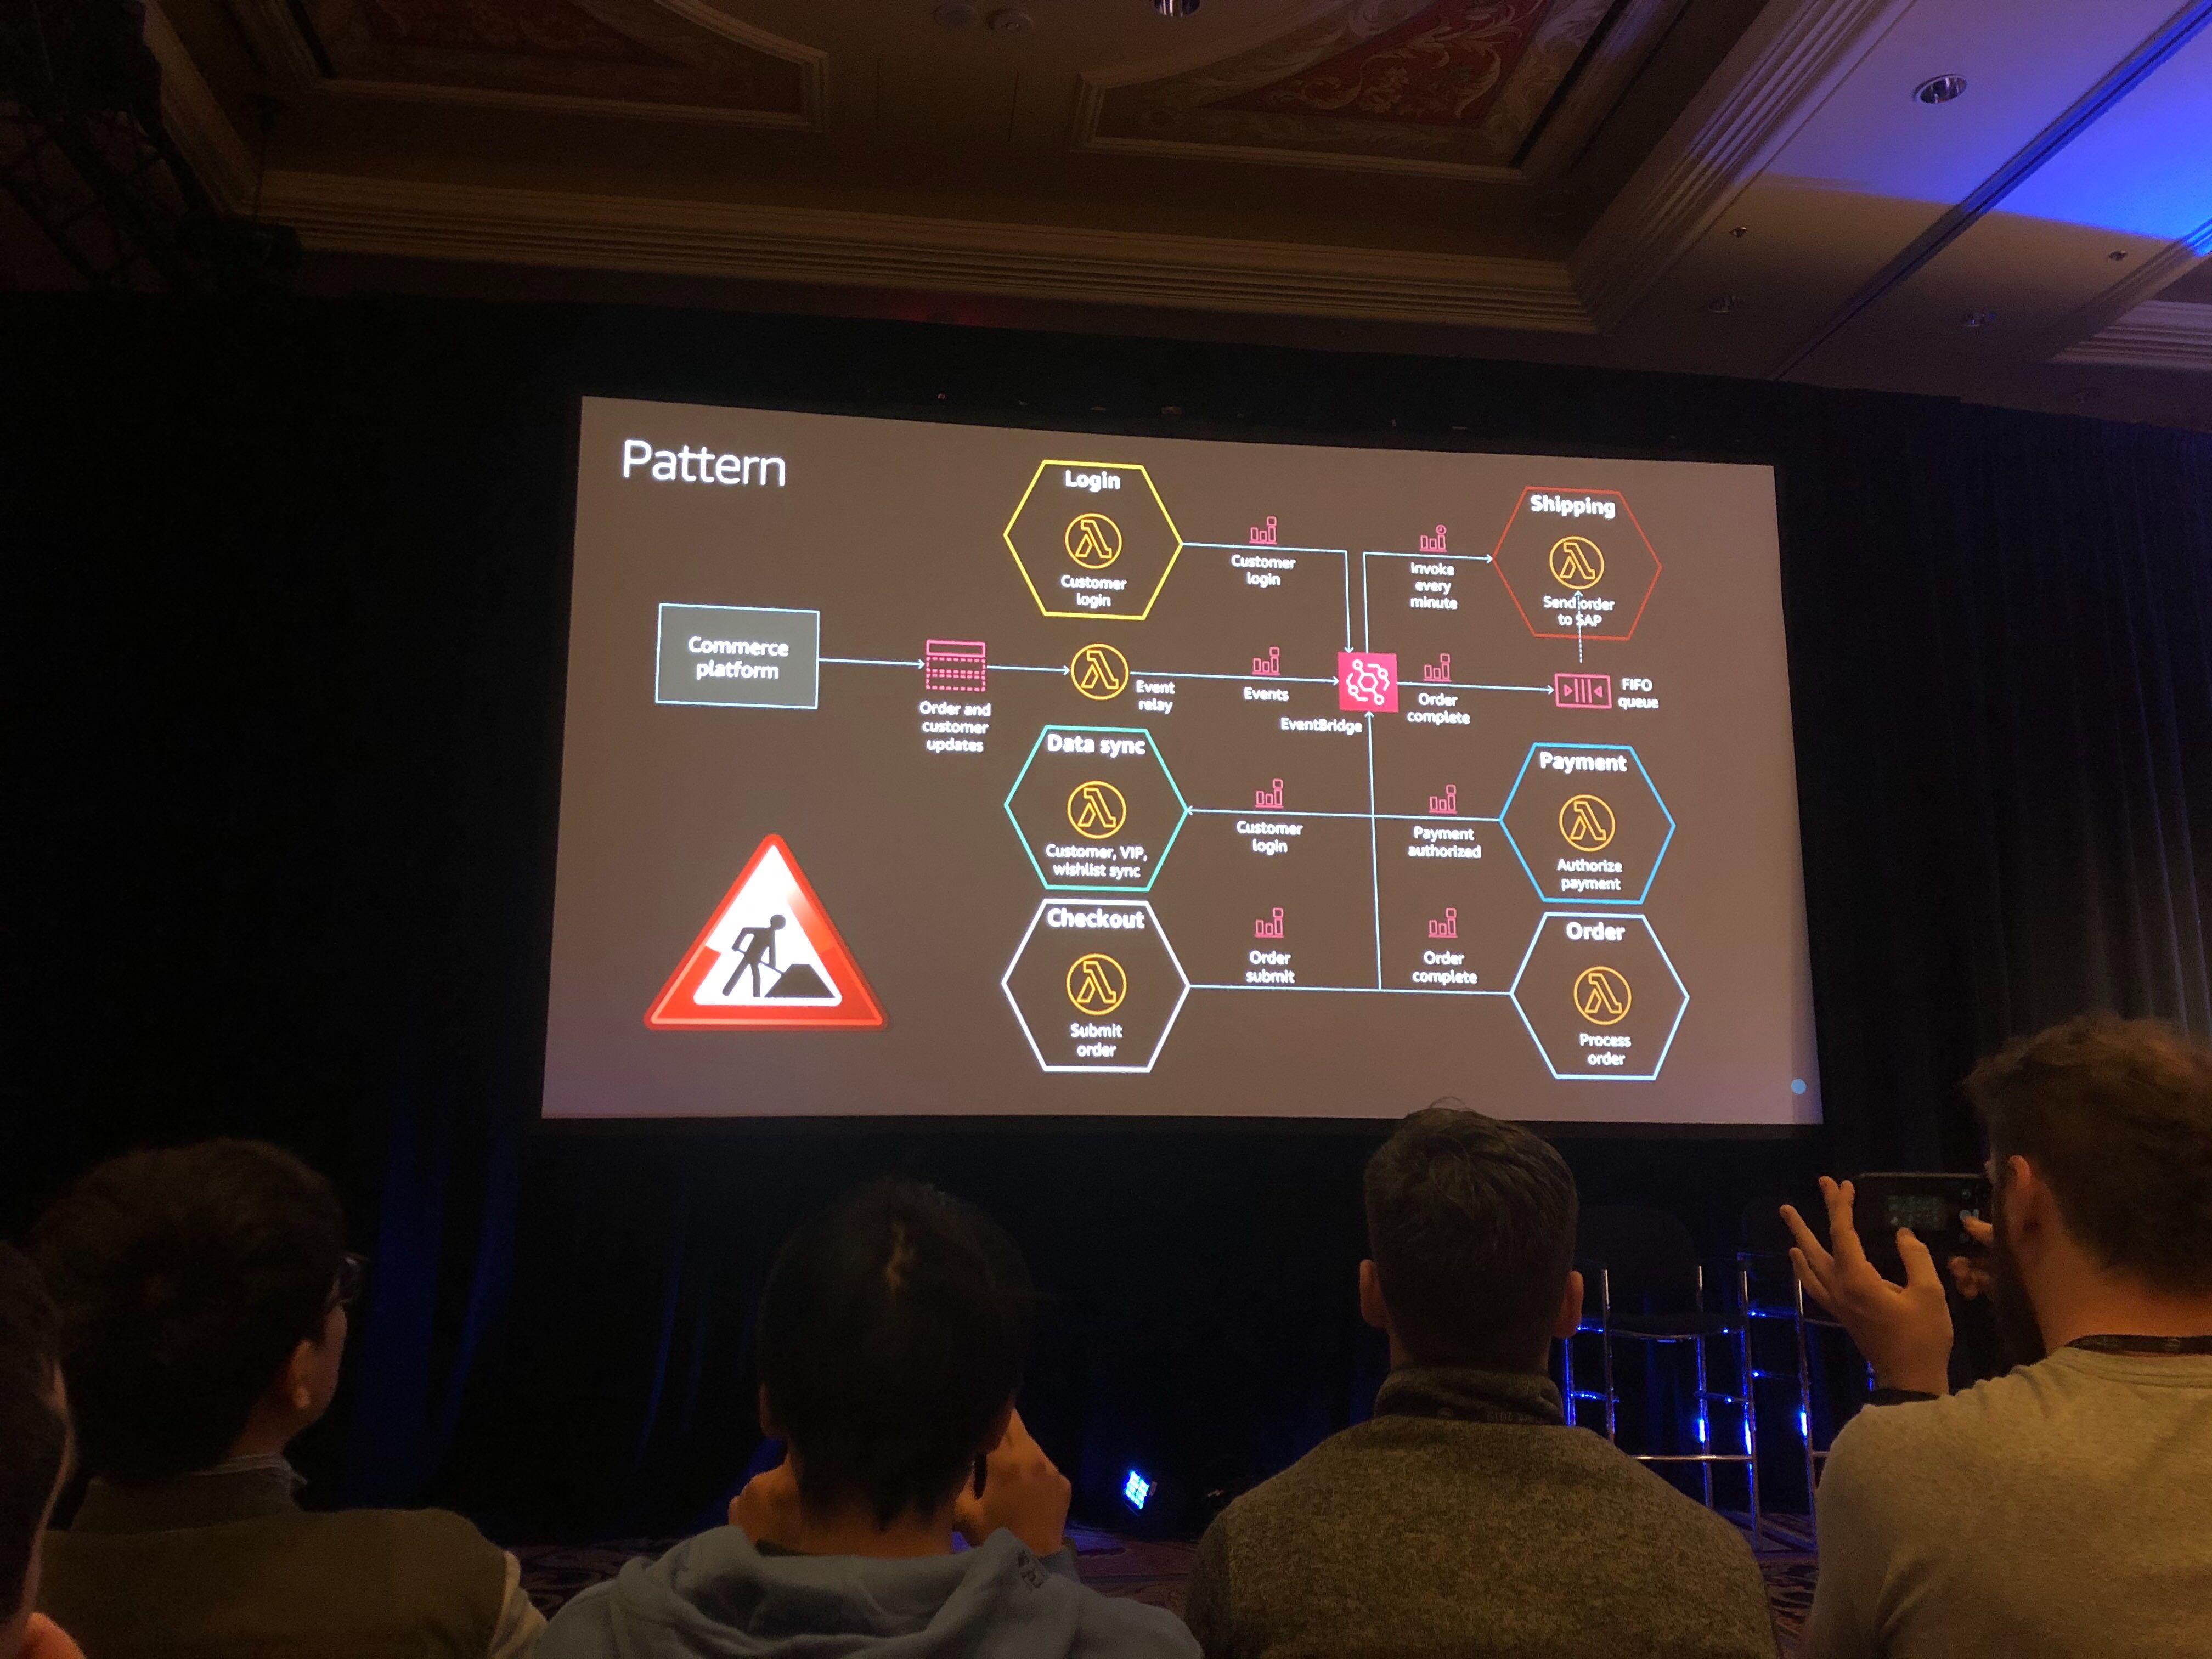 Pattern
Login
Customer
login
Customer
login
Invoke
every
minute
Shipping
Send order
to SAP
Commerce
platform
Order and
customer
updates
Event
relay
Events
EventBridge
Order
complete
FIFO
queue
Data sync
Customer, VIP,
wishlist sync
Customer
login
Payment
authorized
Payment
Authorize
payment
Checkout
Submit
order
Order
submit
Order
complete
Order
Process
order